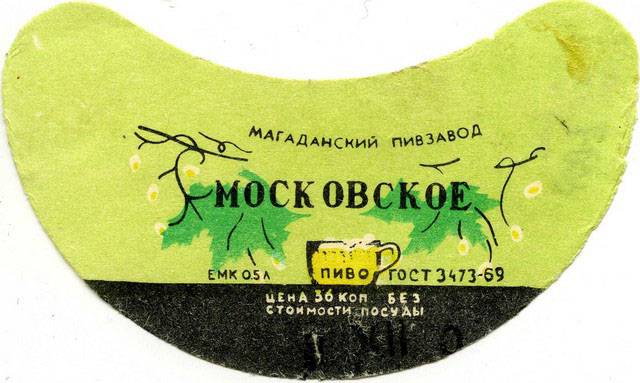 МАГАДАНСКИЙ ПИВЗАВОД
МОСКОВСКОЕ
ЕМК 0.5 Л ПИВО ГОСТ 3473-69
ЦЕНА 36 КОП БЕЗ
СТОИМОСТИ ПОСУДЫ